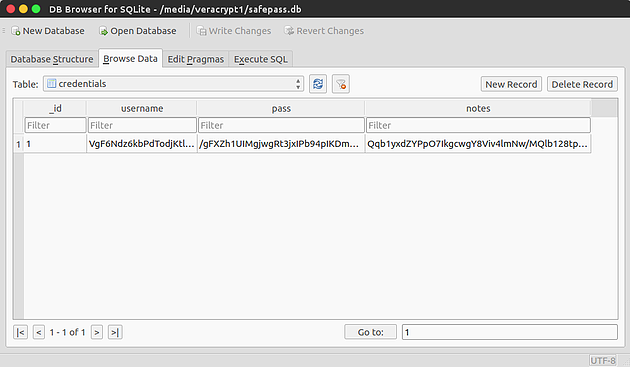 DB Browser for SQLite - /media/veracrypt1/safepass.db
New Database Open Database Write Changes Revert Changes
Database Structure Browse Data Edit Pragmas Execute SQL
Table: credentials New Record Delete Record
_id username pass notes
Filter Filter Filter Filter
1 1 VgF6Ndz6kbPdTodjKtl... /gFXZh1UIMgjwgRt3jxIPb94pIKDm... Qqb1yxdZYPpO7IkgcwgY8Viv4lmNw/MQlb128tp...
|< < 1 - 1 of 1 > >| Go to: 1
UTF-8